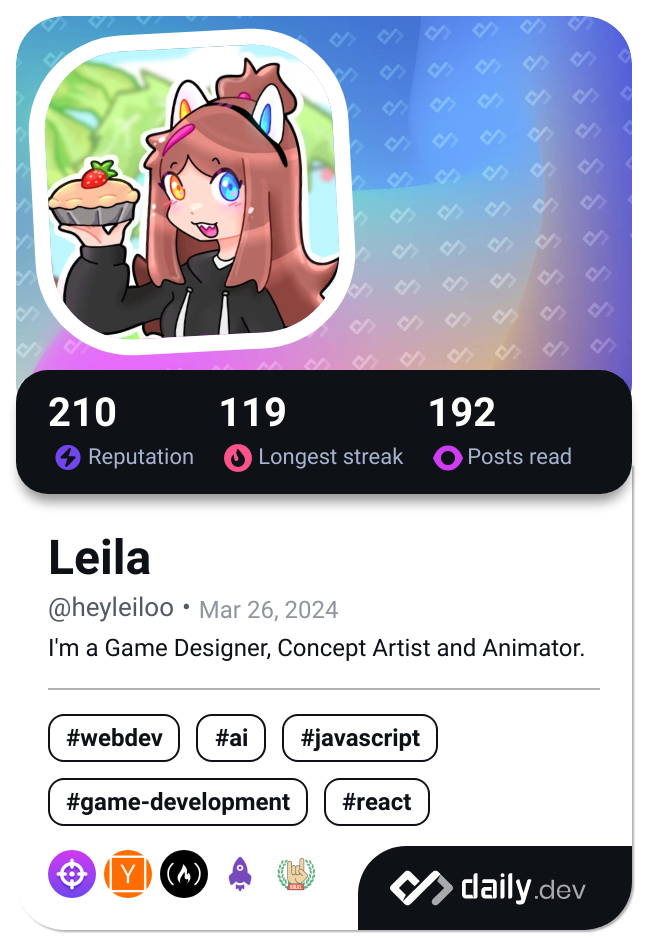 210 119 192
Reputation Longest streak Posts read
Leila
@heyleiloo • Mar 26, 2024
I'm a Game Designer, Concept Artist and Animator.
#webdev #ai #javascript
#game-development #react
Y
daily.dev